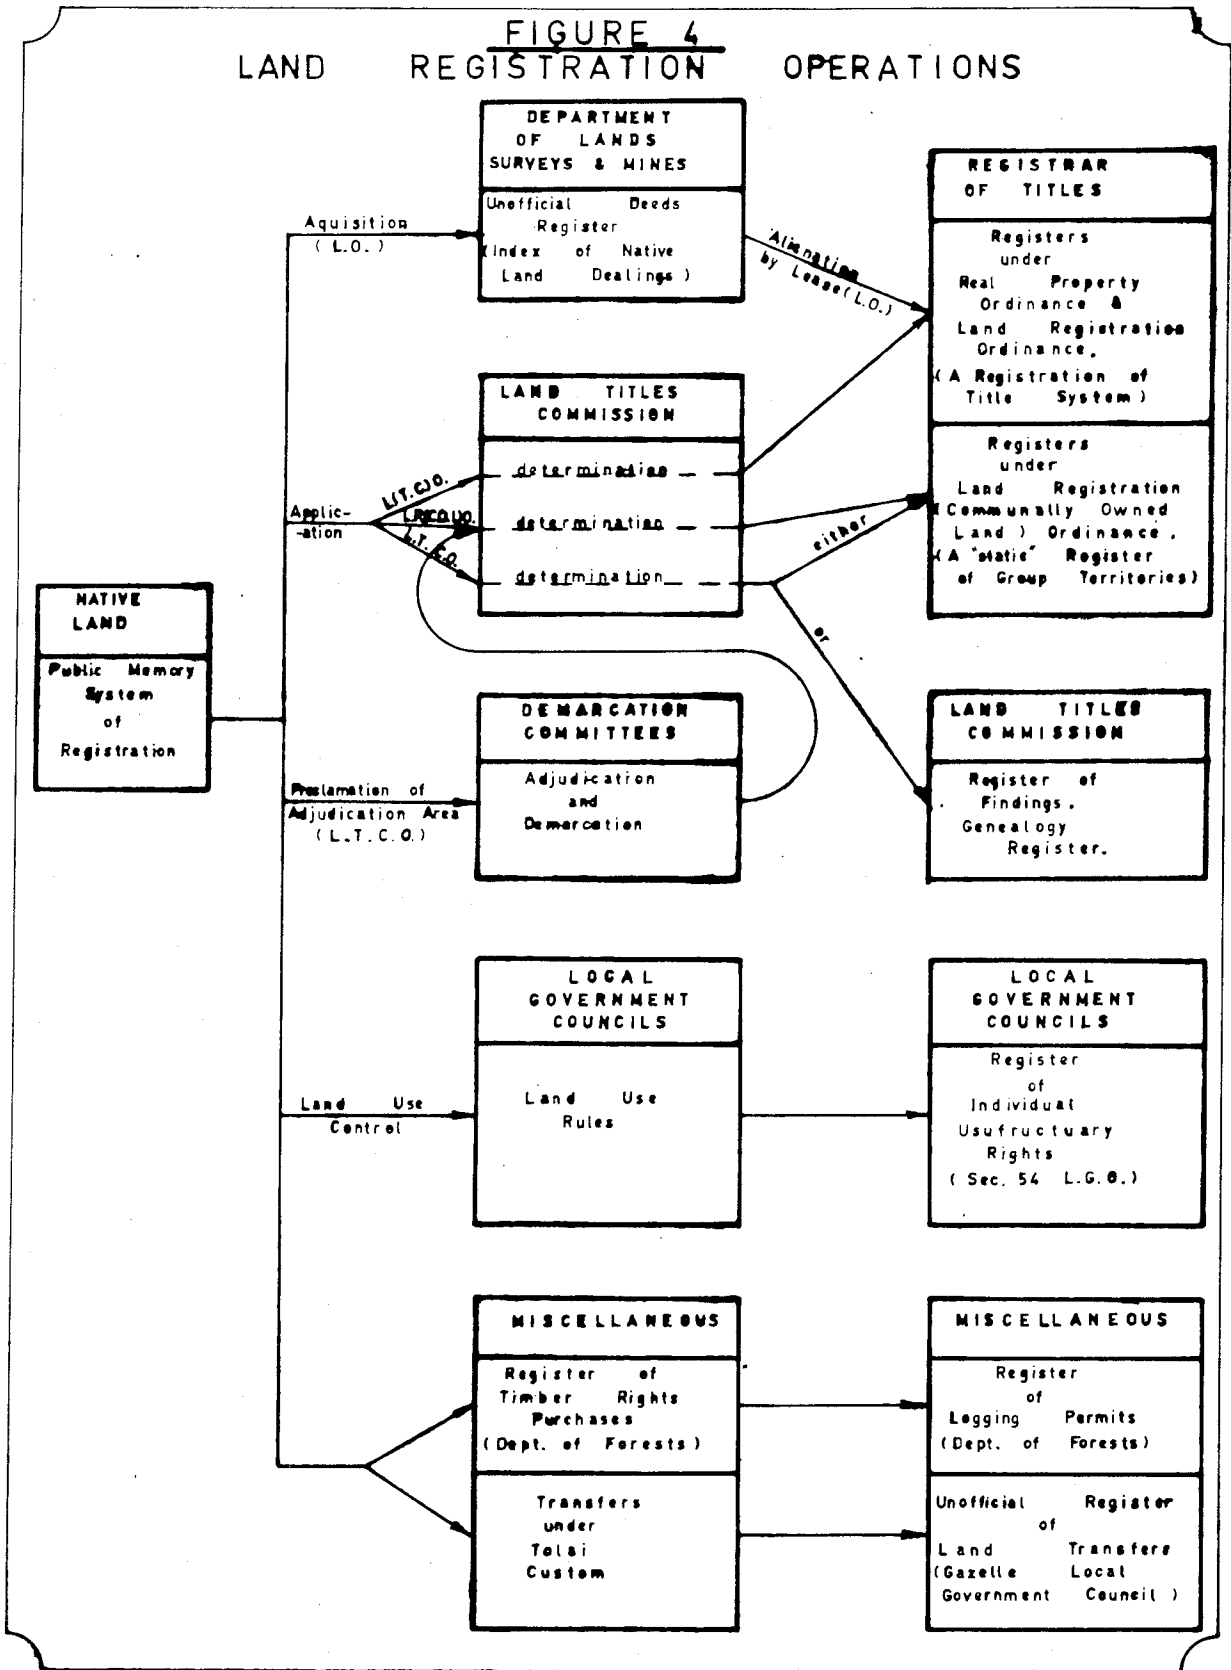 FIGURE 4
LAND REGISTRATION OPERATIONS
NATIVE
LAND
Public Memory
System
of
Registration
Aquisition
(L.O.)
DEPARTMENT
OF LANDS
SURVEYS & MINES
Unofficial Deeds
Register
(Index of Native
Land Dealings)
Alienation
by Lease (L.O.)
REGISTRAR
OF TITLES
Registers
under
Real Property
Ordinance &
Land Registration
Ordinance.
(A Registration of
Title System)
Registers
under
Land Registration
(Communally Owned
Land) Ordinance.
(A "static" Register
of Group Territories)
Applic-
-ation
L(T.C)O.
L.T.C.O.
LAND TITLES
COMMISSION
determination
determination
determination
either
or
LAND TITLES
COMMISSION
Register of
Findings.
Genealogy
Register.
Proclamation of
Adjudication Area
(L.T.C.O.)
DEMARCATION
COMMITTEES
Adjudication
and
Demarcation
Land Use
Control
LOCAL
GOVERNMENT
COUNCILS
Land Use
Rules
LOCAL
GOVERNMENT
COUNCILS
Register
of
Individual
Usufructuary
Rights
(Sec. 54 L.G.O.)
MISCELLANEOUS
Register of
Timber Rights
Purchases
(Dept. of Forests)
Transfers
under
Tolai
Custom
MISCELLANEOUS
Register
of
Logging Permits
(Dept. of Forests)
Unofficial Register
of
Land Transfers
(Gazelle Local
Government Council)